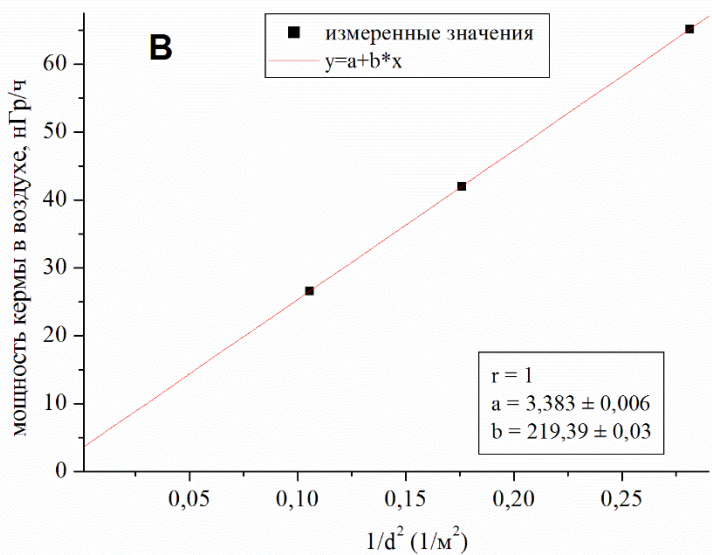 B
измеренные значения
y=a+b*x
мощность кермы в воздухе, нГр/ч
60
50
40
30
20
10
0
r = 1
a = 3,383 ± 0,006
b = 219,39 ± 0,03
0,05 0,10 0,15 0,20 0,25
1/d² (1/м²)